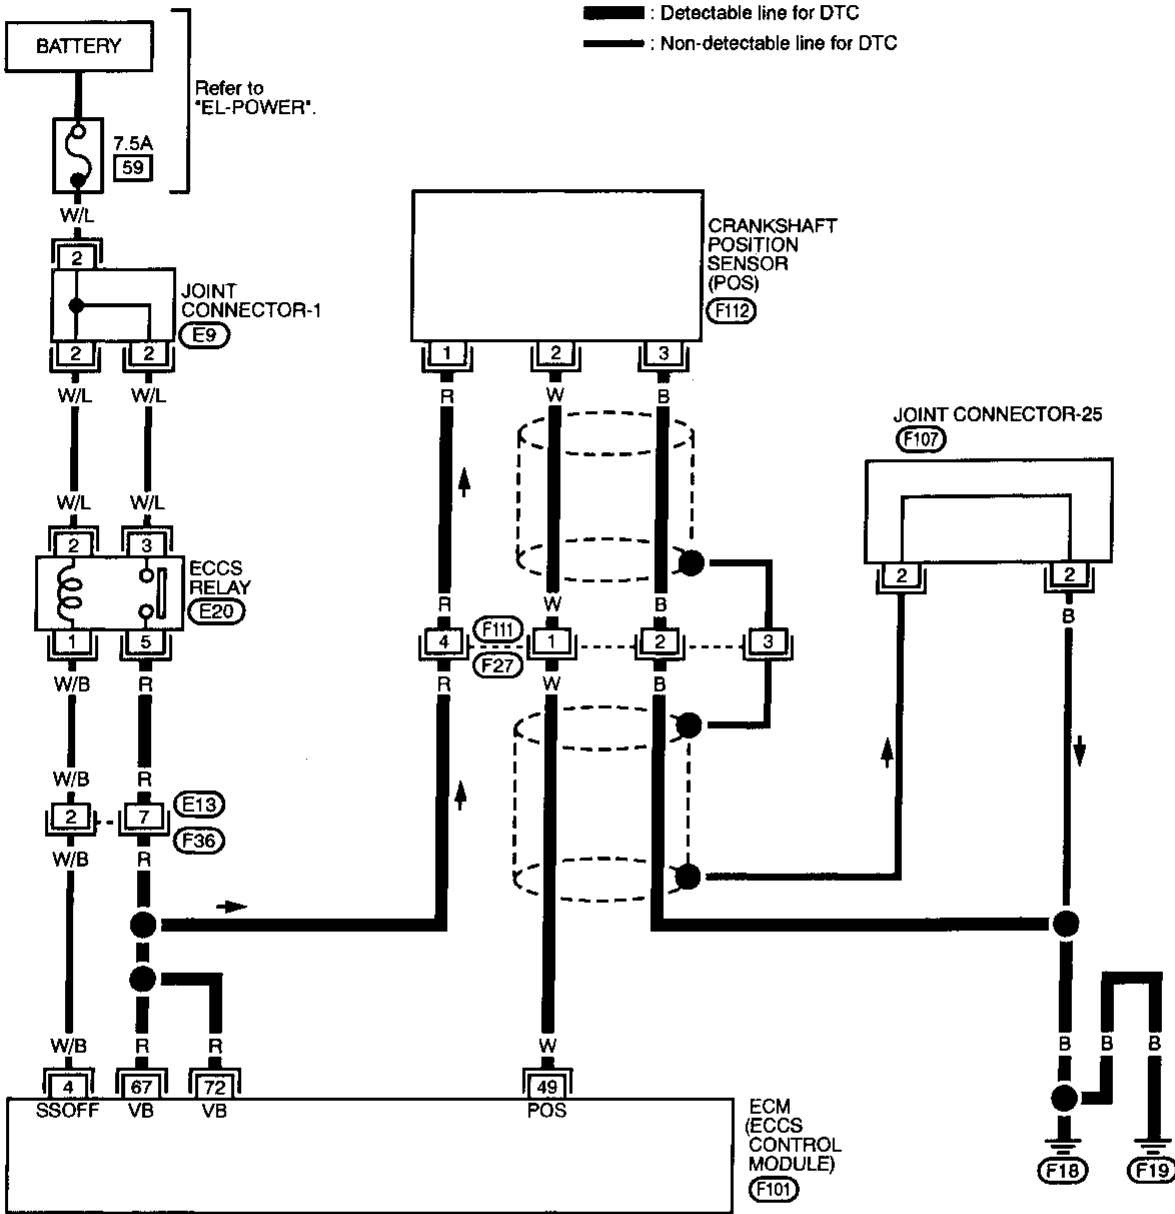 : Detectable line for DTC
: Non-detectable line for DTC
BATTERY
Refer to
"EL-POWER".
7.5A
59
W/L
2
JOINT
CONNECTOR-1
E9
2 2
W/L W/L
W/L W/L
2 3
ECCS
RELAY
E20
1 5
W/B R
W/B R
2 7
E13
F36
W/B R
W/B R R
4 67 72
SSOFF VB VB
CRANKSHAFT
POSITION
SENSOR
(POS)
F112
1 2 3
R W B
R W B
F111
4 1 2 3
F27
R W B
W
49
POS
JOINT CONNECTOR-25
F107
2 2
B
B B B
F18 F19
ECM
(ECCS
CONTROL
MODULE)
F101